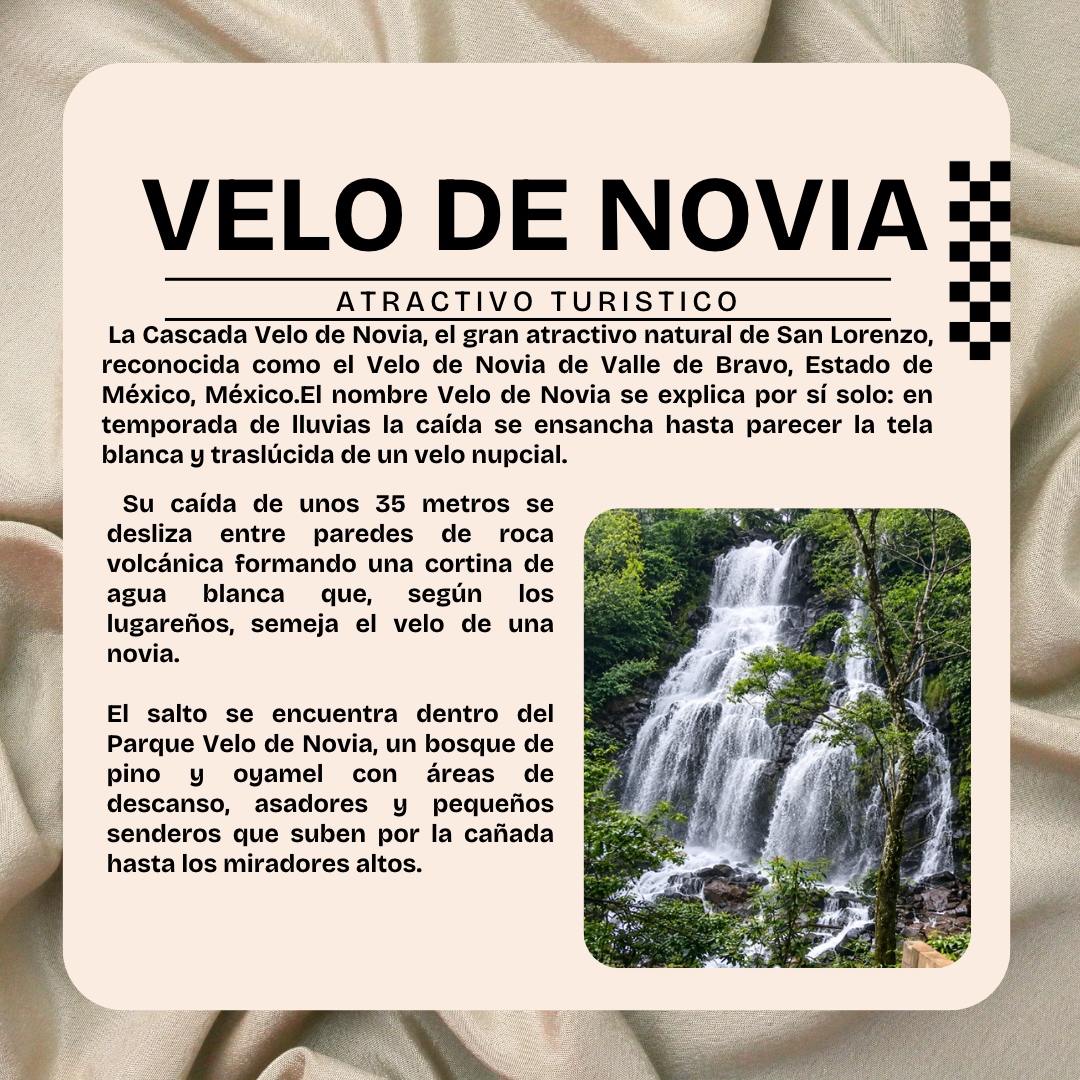 VELO DE NOVIA
ATRACTIVO TURISTICO
La Cascada Velo de Novia, el gran atractivo natural de San Lorenzo,
reconocida como el Velo de Novia de Valle de Bravo, Estado de
México, México.El nombre Velo de Novia se explica por sí solo: en
temporada de lluvias la caída se ensancha hasta parecer la tela
blanca y traslúcida de un velo nupcial.
Su caída de unos 35 metros se
desliza entre paredes de roca
volcánica formando una cortina de
agua blanca que, según los
lugareños, semeja el velo de una
novia.
El salto se encuentra dentro del
Parque Velo de Novia, un bosque de
pino y oyamel con áreas de
descanso, asadores y pequeños
senderos que suben por la cañada
hasta los miradores altos.